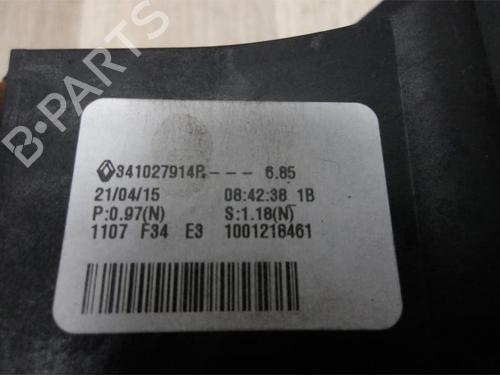 B-PARTS
341027914R--- 6.85
21/04/15 08:42:38 1B
P:0.97(N) S:1.18(N)
1107 F34 E3 1001218461